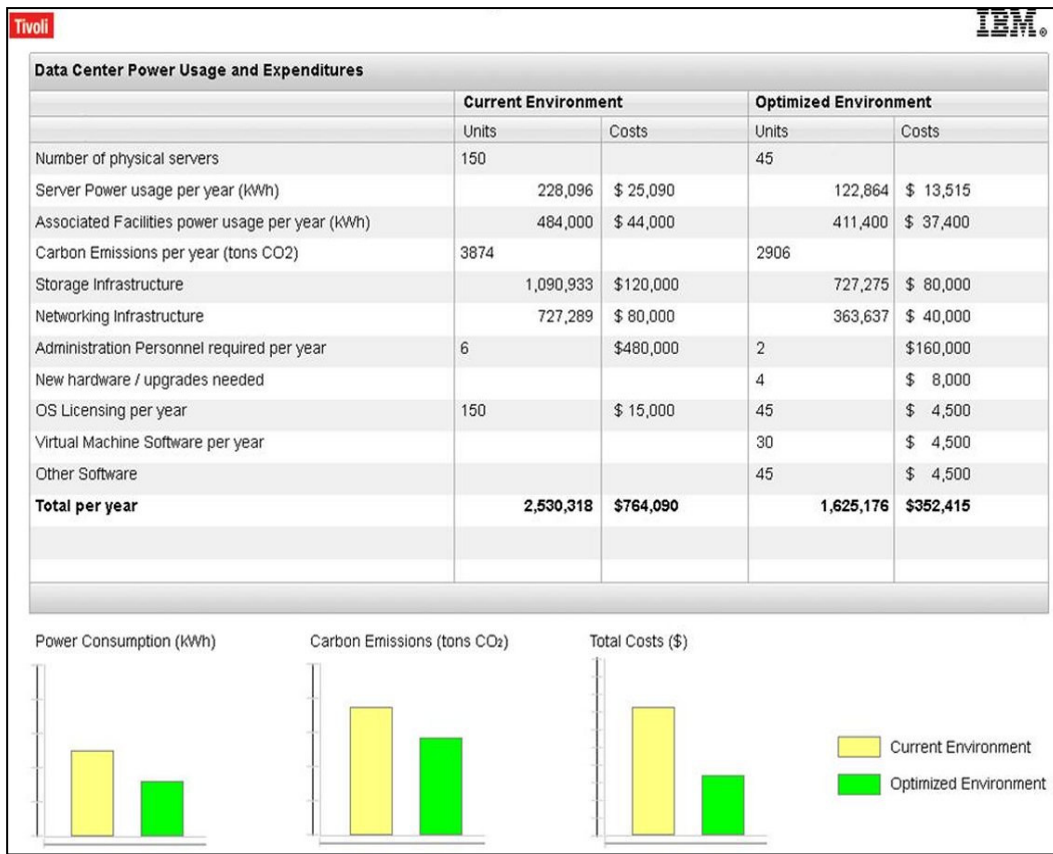 Tivoli
IBM®
Data Center Power Usage and Expenditures
Current Environment Optimized Environment
Units Costs Units Costs
Number of physical servers 150 45
Server Power usage per year (kWh) 228,096 $ 25,090 122,864 $ 13,515
Associated Facilities power usage per year (kWh) 484,000 $ 44,000 411,400 $ 37,400
Carbon Emissions per year (tons CO2) 3874 2906
Storage Infrastructure 1,090,933 $120,000 727,275 $ 80,000
Networking Infrastructure 727,289 $ 80,000 363,637 $ 40,000
Administration Personnel required per year 6 $480,000 2 $160,000
New hardware / upgrades needed 4 $ 8,000
OS Licensing per year 150 $ 15,000 45 $ 4,500
Virtual Machine Software per year 30 $ 4,500
Other Software 45 $ 4,500
Total per year 2,530,318 $764,090 1,625,176 $352,415
Power Consumption (kWh) Carbon Emissions (tons CO₂) Total Costs ($)
Current Environment
Optimized Environment